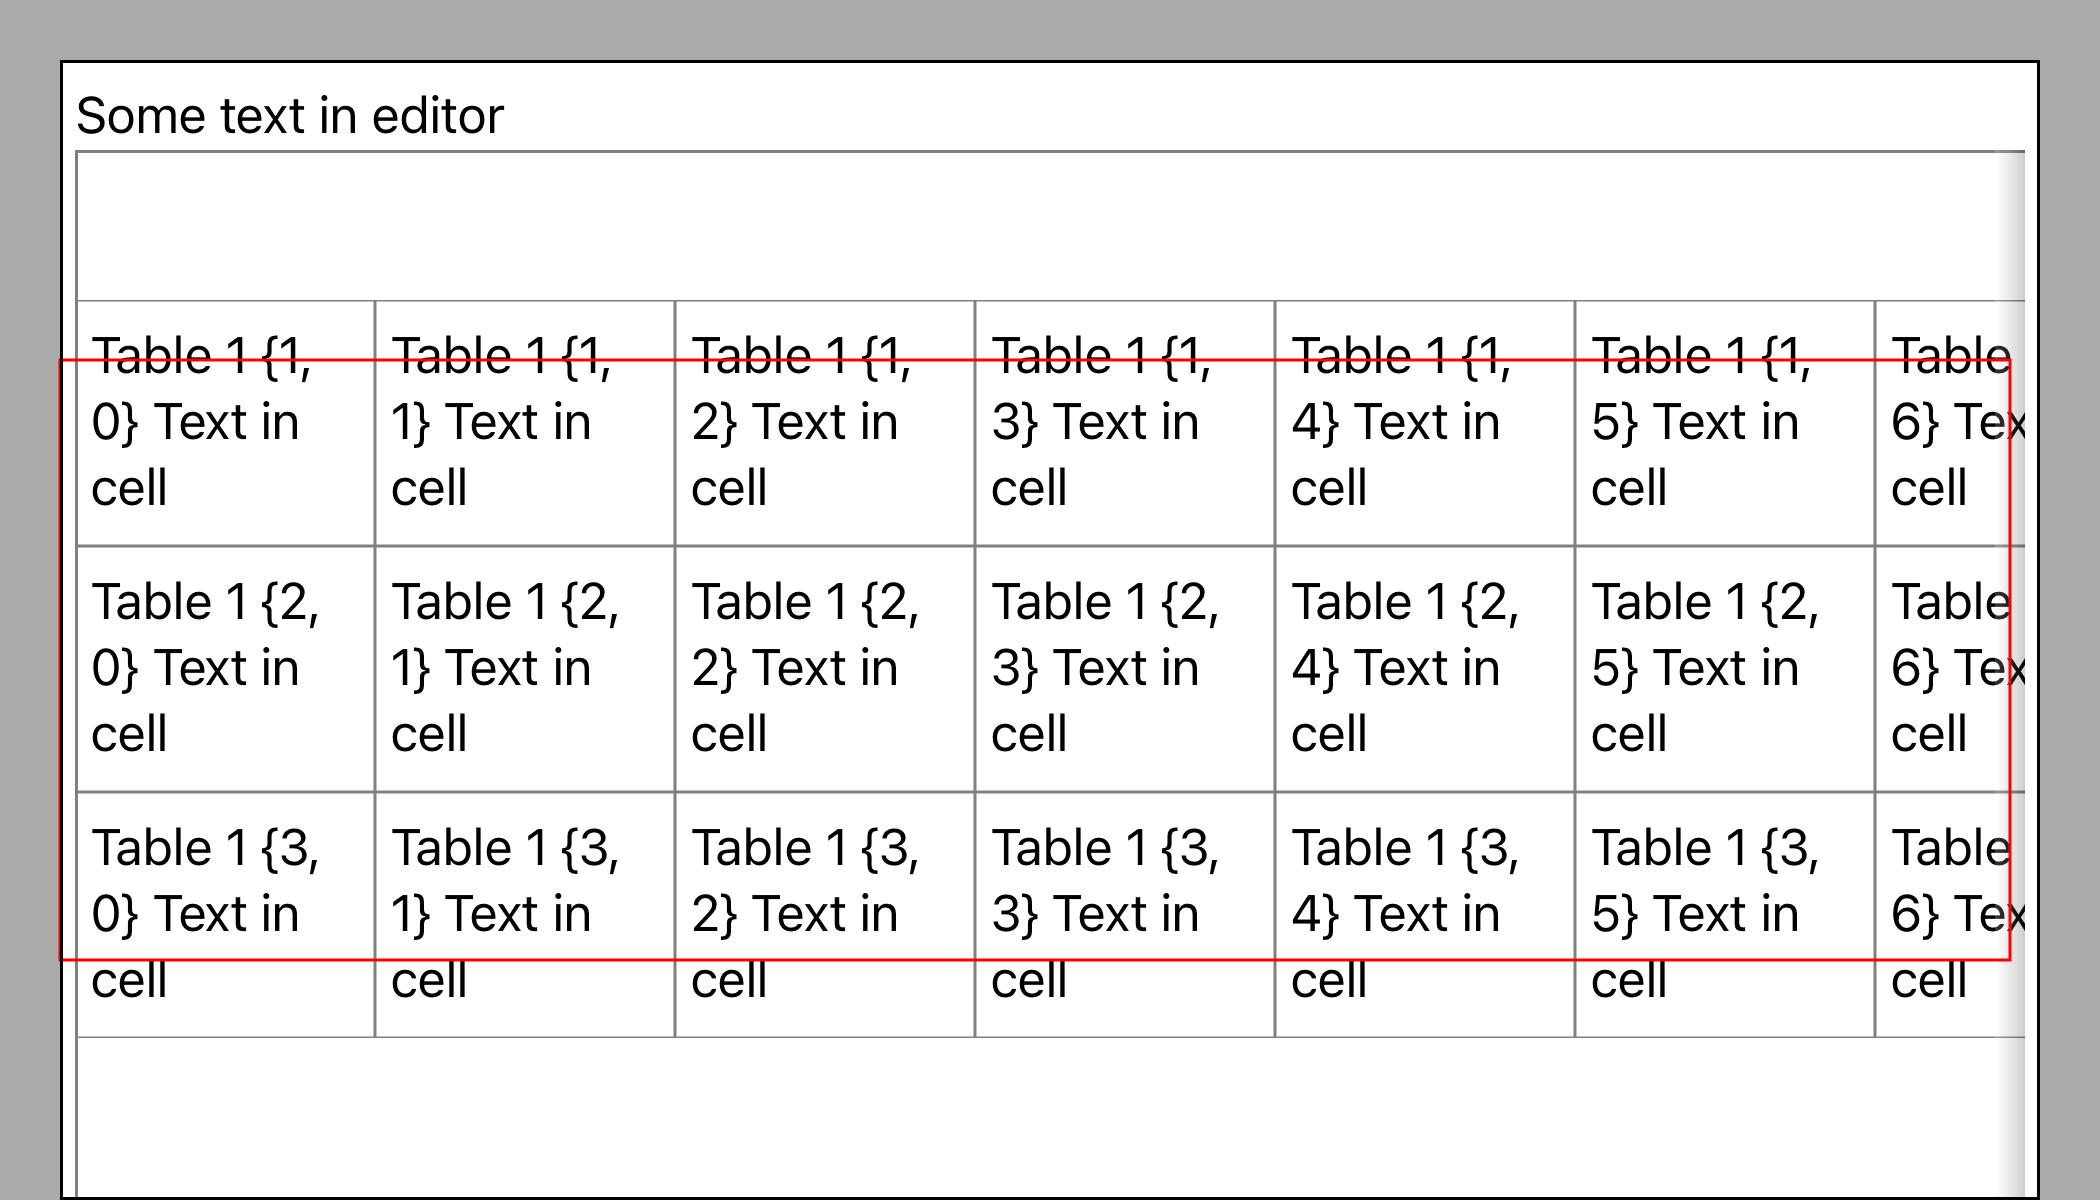 Some text in editor
Table 1 {1, Table 1 {1, Table 1 {1, Table 1 {1, Table 1 {1, Table 1 {1, Table
0} Text in 1} Text in 2} Text in 3} Text in 4} Text in 5} Text in 6} Tex
cell cell cell cell cell cell cell
Table 1 {2, Table 1 {2, Table 1 {2, Table 1 {2, Table 1 {2, Table 1 {2, Table
0} Text in 1} Text in 2} Text in 3} Text in 4} Text in 5} Text in 6} Tex
cell cell cell cell cell cell cell
Table 1 {3, Table 1 {3, Table 1 {3, Table 1 {3, Table 1 {3, Table 1 {3, Table
0} Text in 1} Text in 2} Text in 3} Text in 4} Text in 5} Text in 6} Tex
cell cell cell cell cell cell cell